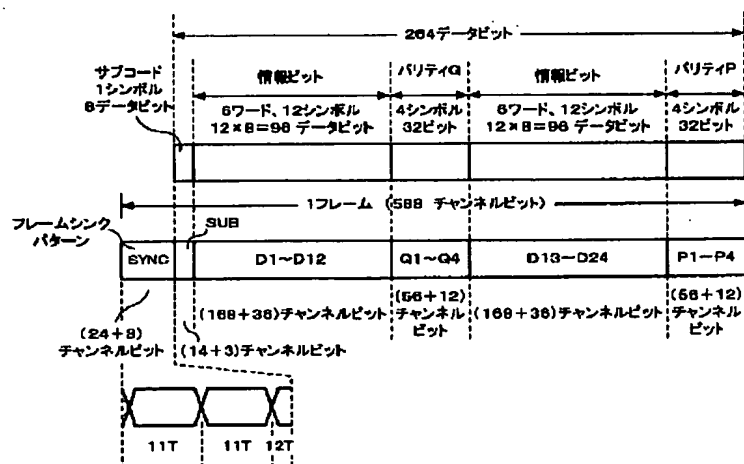 264データビット
サブコード
1シンボル
8データビット
情報ビット
パリティQ
情報ビット
パリティP
6ワード、12シンボル
12×8=96 データビット
4シンボル
32ビット
6ワード、12シンボル
12×8=96 データビット
4シンボル
32ビット
1フレーム (588 チャンネルビット)
フレームシンク
パターン
SUB
SYNC
D1~D12
Q1~Q4
D13~D24
P1~P4
(24+3)
チャンネルビット
(14+3)チャンネルビット
(168+36)チャンネルビット
(56+12)
チャンネル
ビット
(168+36)チャンネルビット
(56+12)
チャンネル
ビット
11T
11T
12T